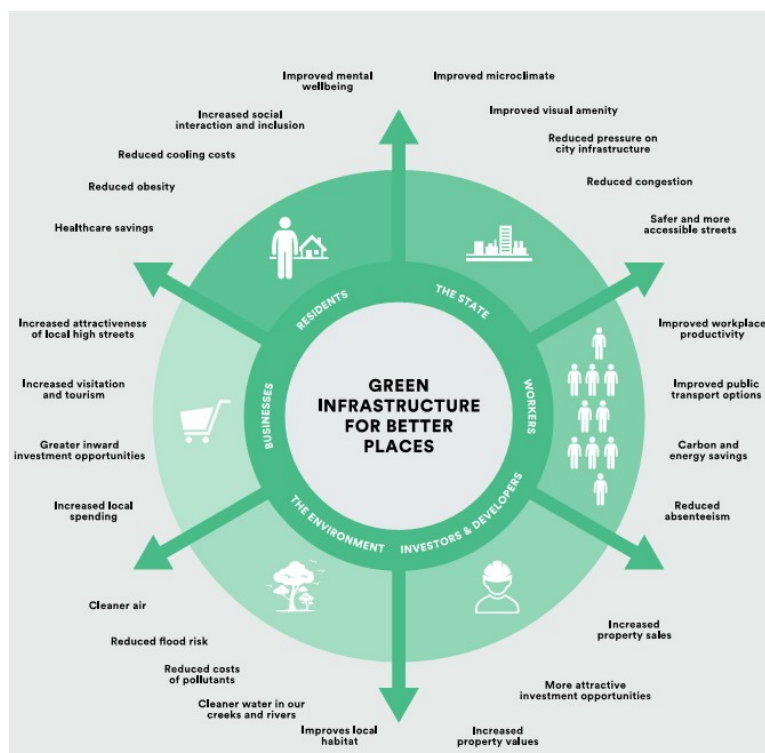 Improved mental
wellbeing
Increased social
interaction and inclusion
Reduced cooling costs
Reduced obesity
Healthcare savings
Improved microclimate
Improved visual amenity
Reduced pressure on
city infrastructure
Reduced congestion
Safer and more
accessible streets
RESIDENTS
THE STATE
Increased attractiveness
of local high streets
Increased visitation
and tourism
Greater inward
investment opportunities
Increased local
spending
BUSINESSES
GREEN
INFRASTRUCTURE
FOR BETTER
PLACES
WORKERS
Improved workplace
productivity
Improved public
transport options
Carbon and
energy savings
Reduced
absenteeism
THE ENVIRONMENT
INVESTORS & DEVELOPERS
Cleaner air
Reduced flood risk
Reduced costs
of pollutants
Cleaner water in our
creeks and rivers
Improves local
habitat
Increased
property sales
More attractive
investment opportunities
Increased
property values